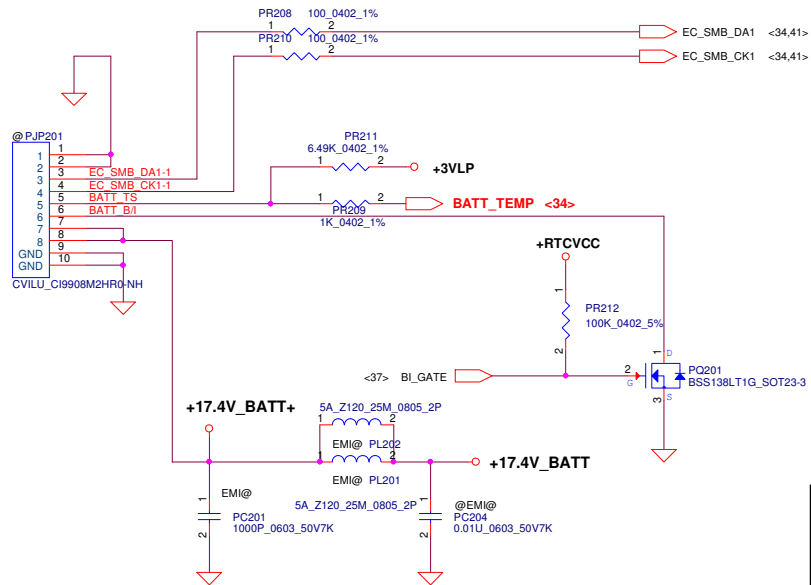 PR208 100_0402_1%
1 2
EC_SMB_DA1 <34,41>
PR210 100_0402_1%
1 2
EC_SMB_CK1 <34,41>
@ PJP201
1 1
2 2
3 3 EC_SMB_DA1-1
4 4 EC_SMB_CK1-1
5 5 BATT_TS
6 6 BATT_B/I
7 7
8 8
GND 9
GND 10
CVILU_CI9908M2HR0-NH
PR211
6.49K_0402_1%
1 2
+3VLP
1 2
BATT_TEMP <34>
PR209
1K_0402_1%
+RTCVCC
1
PR212
100K_0402_5%
2
<37> BI_GATE
2 G
1 D
3 S
PQ201
BSS138LT1G_SOT23-3
+17.4V_BATT+
5A_Z120_25M_0805_2P
1 2
EMI@ PL202
1 2
EMI@ PL201
5A_Z120_25M_0805_2P
+17.4V_BATT
EMI@
1
PC201
1000P_0603_50V7K
2
@EMI@
1
PC204
0.01U_0603_50V7K
2